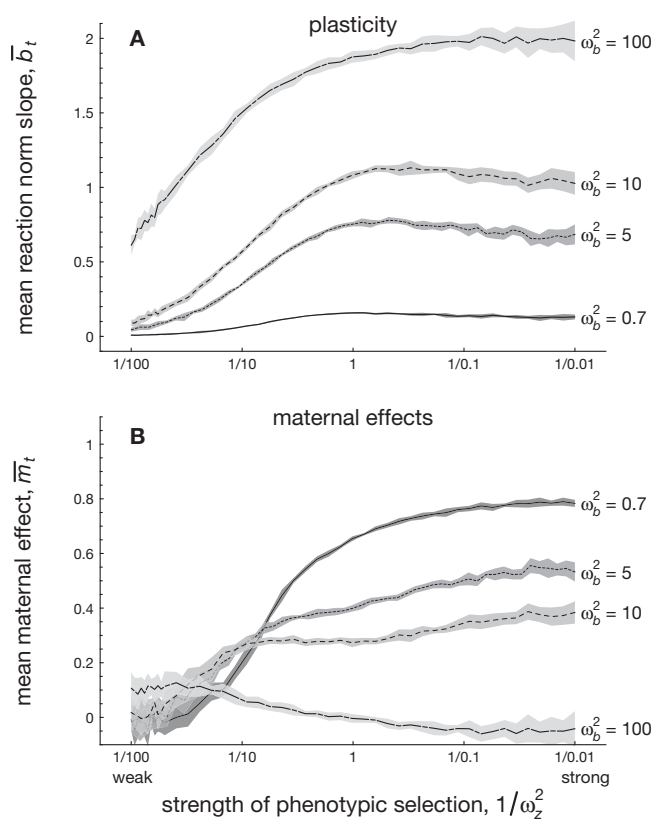 A
plasticity
mean reaction norm slope, b̅t
2
1.5
1
0.5
0
ω²b = 100
ω²b = 10
ω²b = 5
ω²b = 0.7
1/100
1/10
1
1/0.1
1/0.01
B
maternal effects
mean maternal effect, m̅t
1
0.8
0.6
0.4
0.2
0
ω²b = 0.7
ω²b = 5
ω²b = 10
ω²b = 100
1/100
1/10
1
1/0.1
1/0.01
weak
strong
strength of phenotypic selection, 1/ω²z